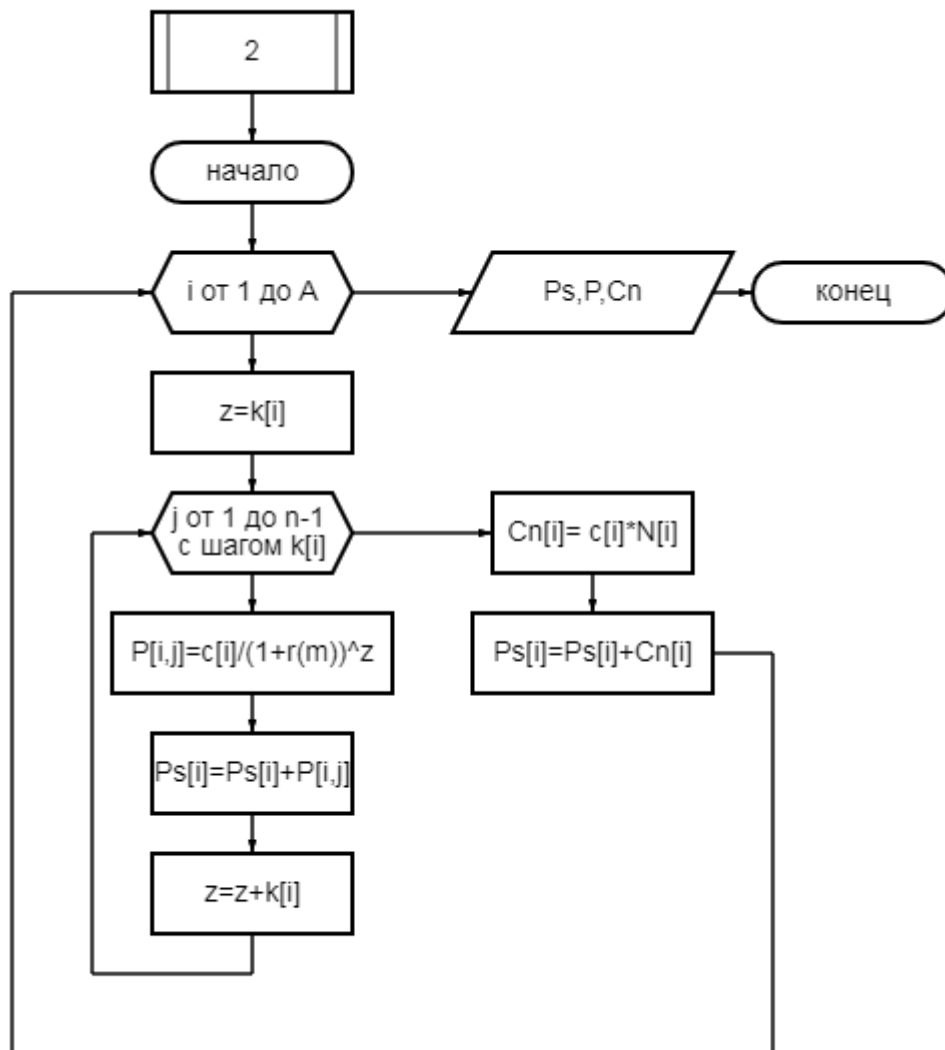 2
начало
i от 1 до A
Ps,P,Cn
конец
z=k[i]
j от 1 до n-1
с шагом k[i]
Cn[i]= c[i]*N[i]
P[i,j]=c[i]/(1+r(m))^z
Ps[i]=Ps[i]+Cn[i]
Ps[i]=Ps[i]+P[i,j]
z=z+k[i]